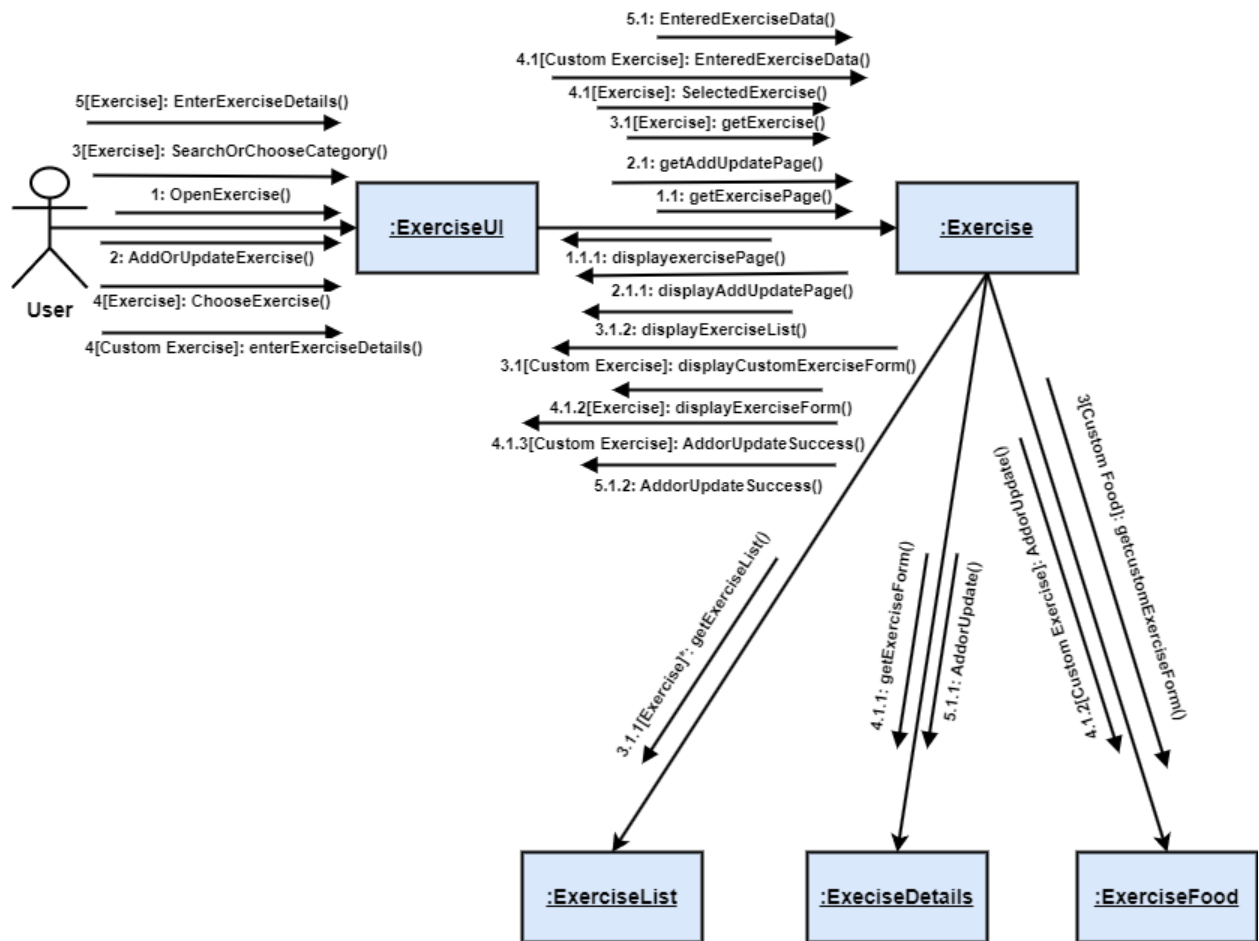 5.1: EnteredExerciseData()
4.1[Custom Exercise]: EnteredExerciseData()
4.1[Exercise]: SelectedExercise()
3.1[Exercise]: getExercise()
2.1: getAddUpdatePage()
1.1: getExercisePage()
5[Exercise]: EnterExerciseDetails()
3[Exercise]: SearchOrChooseCategory()
1: OpenExercise()
2: AddOrUpdateExercise()
4[Exercise]: ChooseExercise()
4[Custom Exercise]: enterExerciseDetails()
User
:ExerciseUI
:Exercise
1.1.1: displayexercisePage()
2.1.1: displayAddUpdatePage()
3.1.2: displayExerciseList()
3.1[Custom Exercise]: displayCustomExerciseForm()
4.1.2[Exercise]: displayExerciseForm()
4.1.3[Custom Exercise]: AddorUpdateSuccess()
5.1.2: AddorUpdateSuccess()
3.1.1[Exercise]*: getExerciseList()
4.1.1: getExerciseForm()
5.1.1: AddorUpdate()
4.1.2[Custom Exercise]: AddorUpdate()
3[Custom Food]: getcustomExerciseForm()
:ExerciseList
:ExeciseDetails
:ExerciseFood